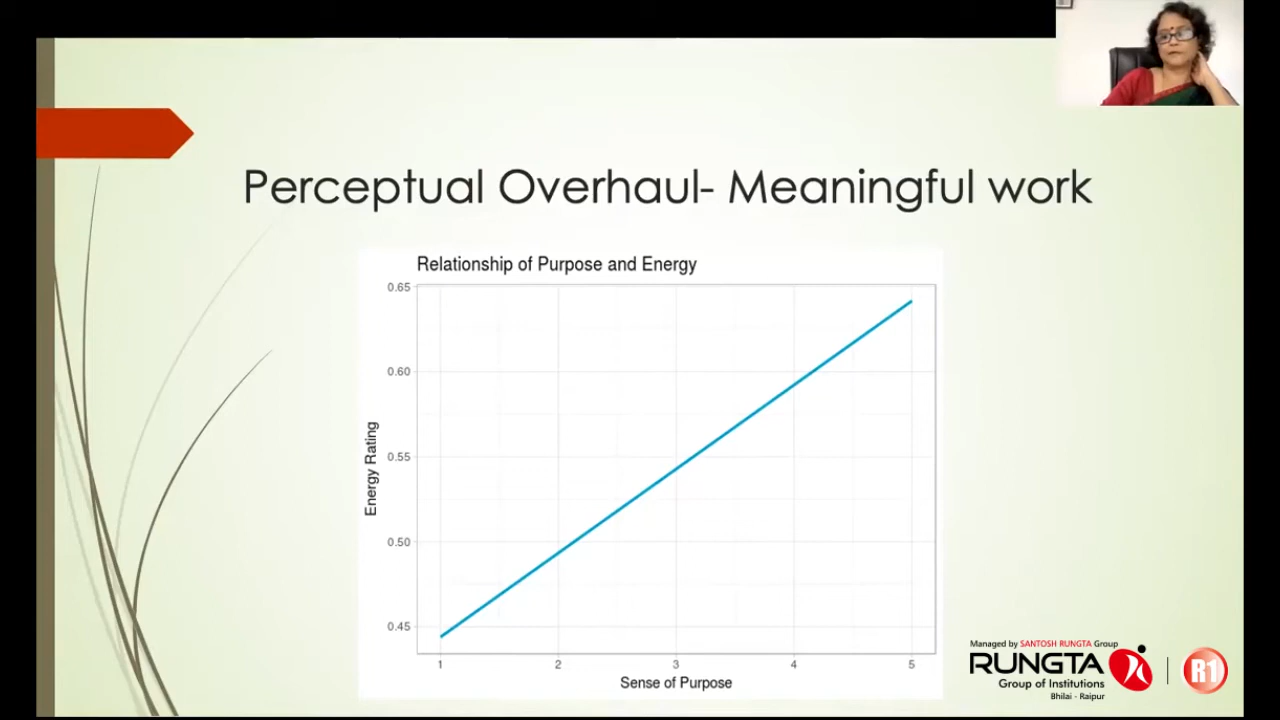 Perceptual Overhaul- Meaningful work
Relationship of Purpose and Energy
0.65
0.60
0.55
0.50
0.45
Energy Rating
1 2 3 4 5
Sense of Purpose
Managed by SANTOSH RUNGTA Group
RUNGTA
Group of Institutions
Bhilai - Raipur
R1